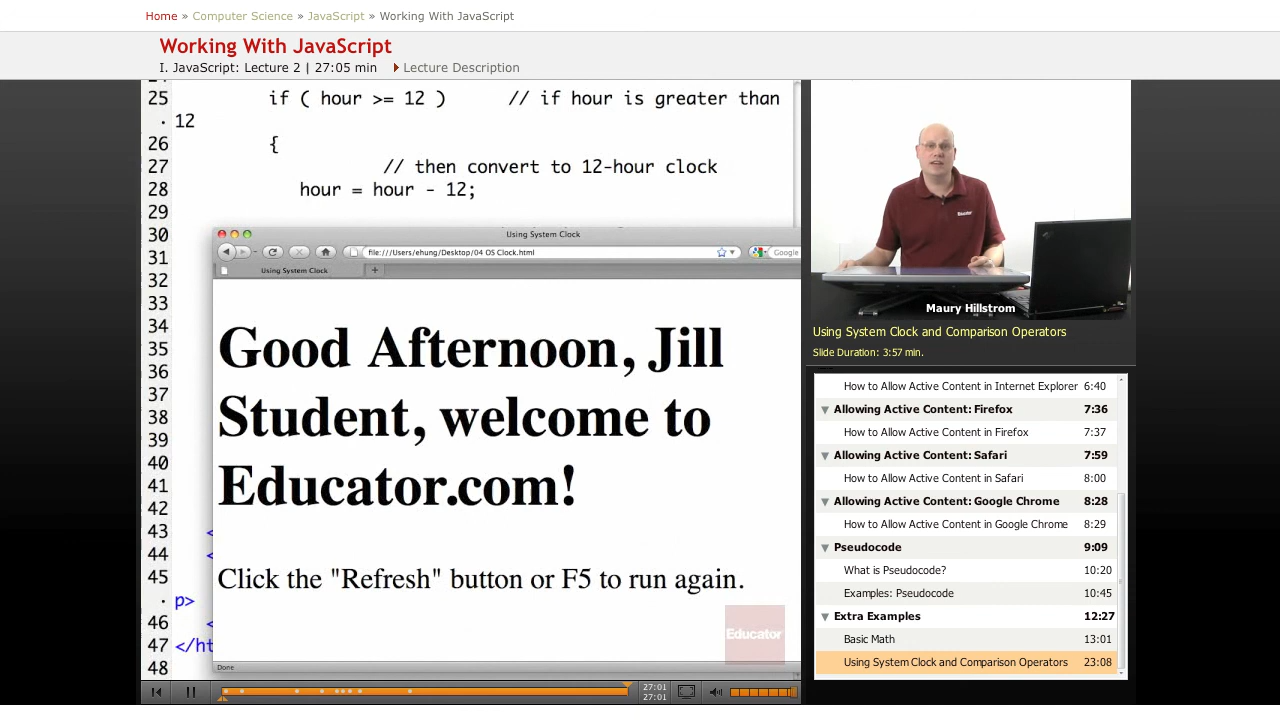 Home » Computer Science » JavaScript » Working With JavaScript
Working With JavaScript
I. JavaScript: Lecture 2 | 27:05 min
Lecture Description
25 if ( hour >= 12 ) // if hour is greater than
· 12
26 {
27 // then convert to 12-hour clock
28 hour = hour - 12;
29
30
31
32
33
34
35
36
37
38
39
40
41
42
43 <
44 <
45
· p>
46 <
47 </ht
48
Using System Clock
file:///Users/ehung/Desktop/04 OS Clock.html
Google
Using System Clock
Good Afternoon, Jill
Student, welcome to
Educator.com!
Click the "Refresh" button or F5 to run again.
Educator
Done
27:01
27:01
Maury Hillstrom
Using System Clock and Comparison Operators
Slide Duration: 3:57 min.
How to Allow Active Content in Internet Explorer 6:40
Allowing Active Content: Firefox 7:36
How to Allow Active Content in Firefox 7:37
Allowing Active Content: Safari 7:59
How to Allow Active Content in Safari 8:00
Allowing Active Content: Google Chrome 8:28
How to Allow Active Content in Google Chrome 8:29
Pseudocode 9:09
What is Pseudocode? 10:20
Examples: Pseudocode 10:45
Extra Examples 12:27
Basic Math 13:01
Using System Clock and Comparison Operators 23:08